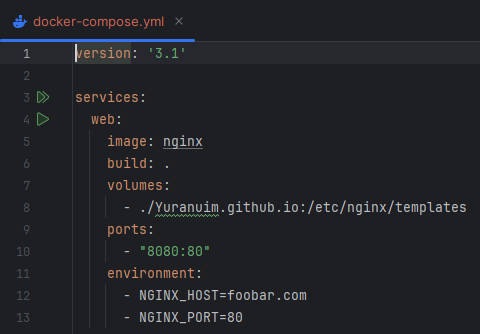 docker-compose.yml
1 version: '3.1'
2
3 services:
4 web:
5 image: nginx
6 build: .
7 volumes:
8 - ./Yuranuim.github.io:/etc/nginx/templates
9 ports:
10 - "8080:80"
11 environment:
12 - NGINX_HOST=foobar.com
13 - NGINX_PORT=80